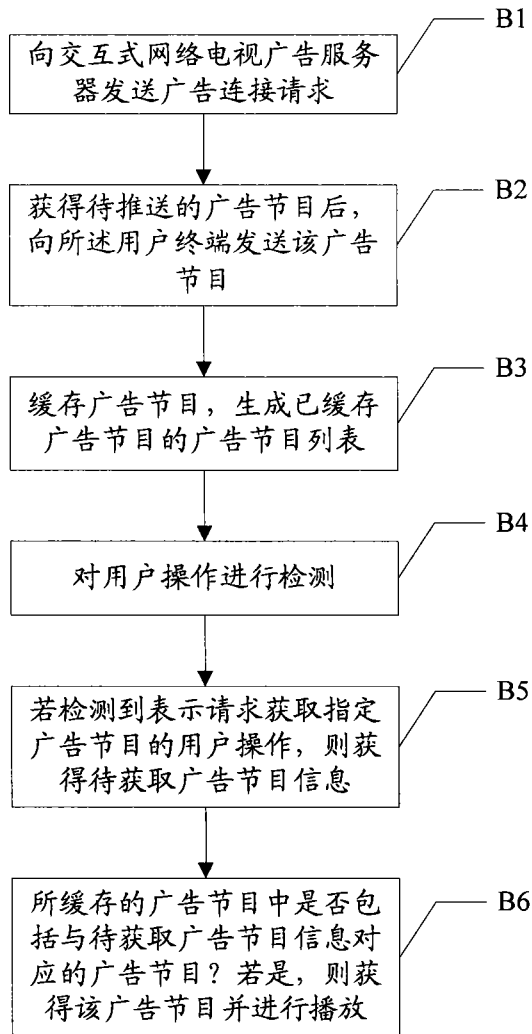 B1
向交互式网络电视广告服务
器发送广告连接请求
B2
获得待推送的广告节目后，
向所述用户终端发送该广告
节目
B3
缓存广告节目，生成已缓存
广告节目的广告节目列表
B4
对用户操作进行检测
B5
若检测到表示请求获取指定
广告节目的用户操作，则获
得待获取广告节目信息
B6
所缓存的广告节目中是否包
括与待获取广告节目信息对
应的广告节目？若是，则获
得该广告节目并进行播放